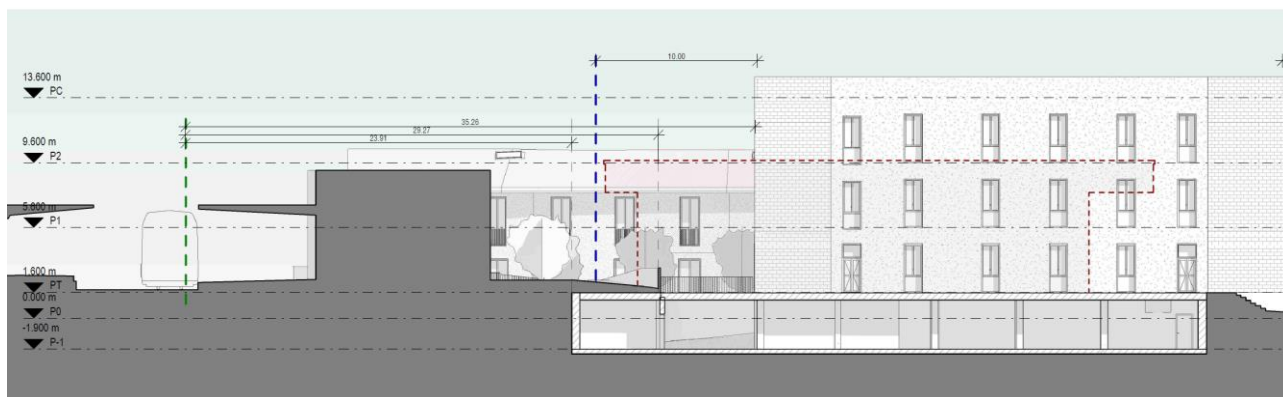 10.00
13.600 m
PC
35.26
29.27
23.91
9.600 m
P2
5.600 m
P1
1.600 m
PT
0.000 m
P0
-1.900 m
P-1